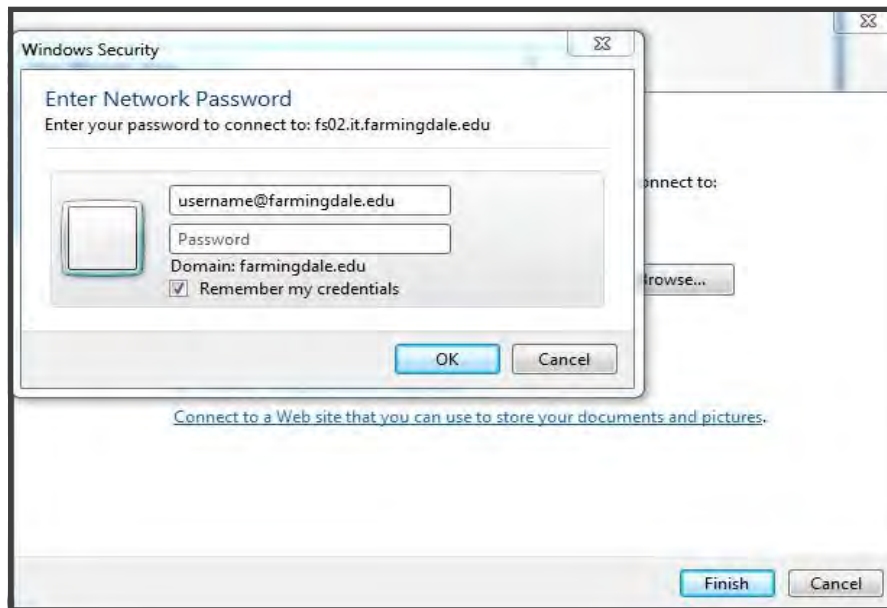 Windows Security
Enter Network Password
Enter your password to connect to: fs02.it.farmingdale.edu
username@farmingdale.edu
Password
Domain: farmingdale.edu
Remember my credentials
OK Cancel
onnect to:
rowse...
Connect to a Web site that you can use to store your documents and pictures.
Finish Cancel